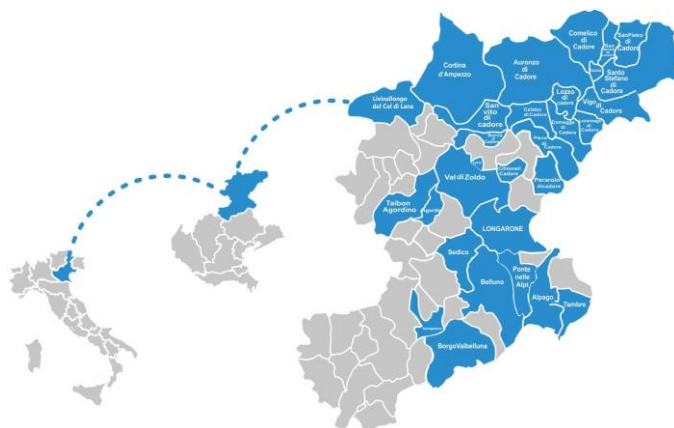 Comelico
di
Cadore
San Pietro
di
Cadore
Cortina
d'Ampezzo
Auronzo
di
Cadore
Santo
Stefano di
Cadore
Livinallongo
del Col di Lana
San
vito di
cadore
Lozzo
di
cadore
Vigo di
Cadore
Calalzo
di Cadore
Domegge
di
Cadore
Pieve di
Cadore
Val di Zoldo
Perarolo
di cadore
Taibon
Agordino
Agordo
LONGARONE
Sedico
Belluno
Ponte
nelle
Alpi
Alpago
Tambre
BorgoValbelluna